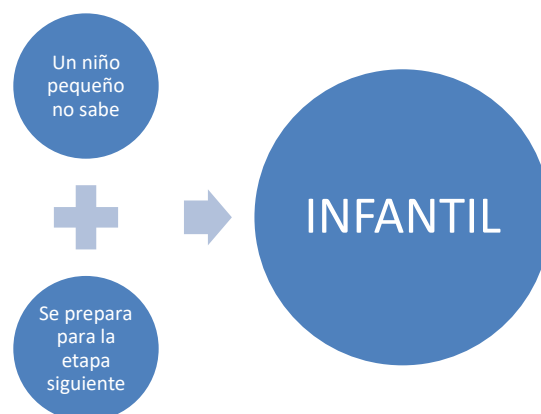 Un niño
pequeño
no sabe
Se prepara
para la
etapa
siguiente
INFANTIL